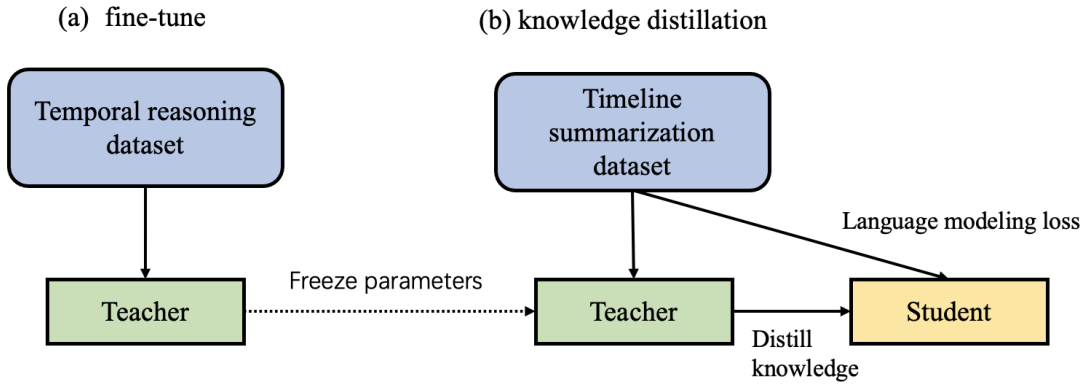 (a) fine-tune
(b) knowledge distillation
Temporal reasoning
dataset
Timeline
summarization
dataset
Language modeling loss
Freeze parameters
Teacher
Teacher
Student
Distill
knowledge